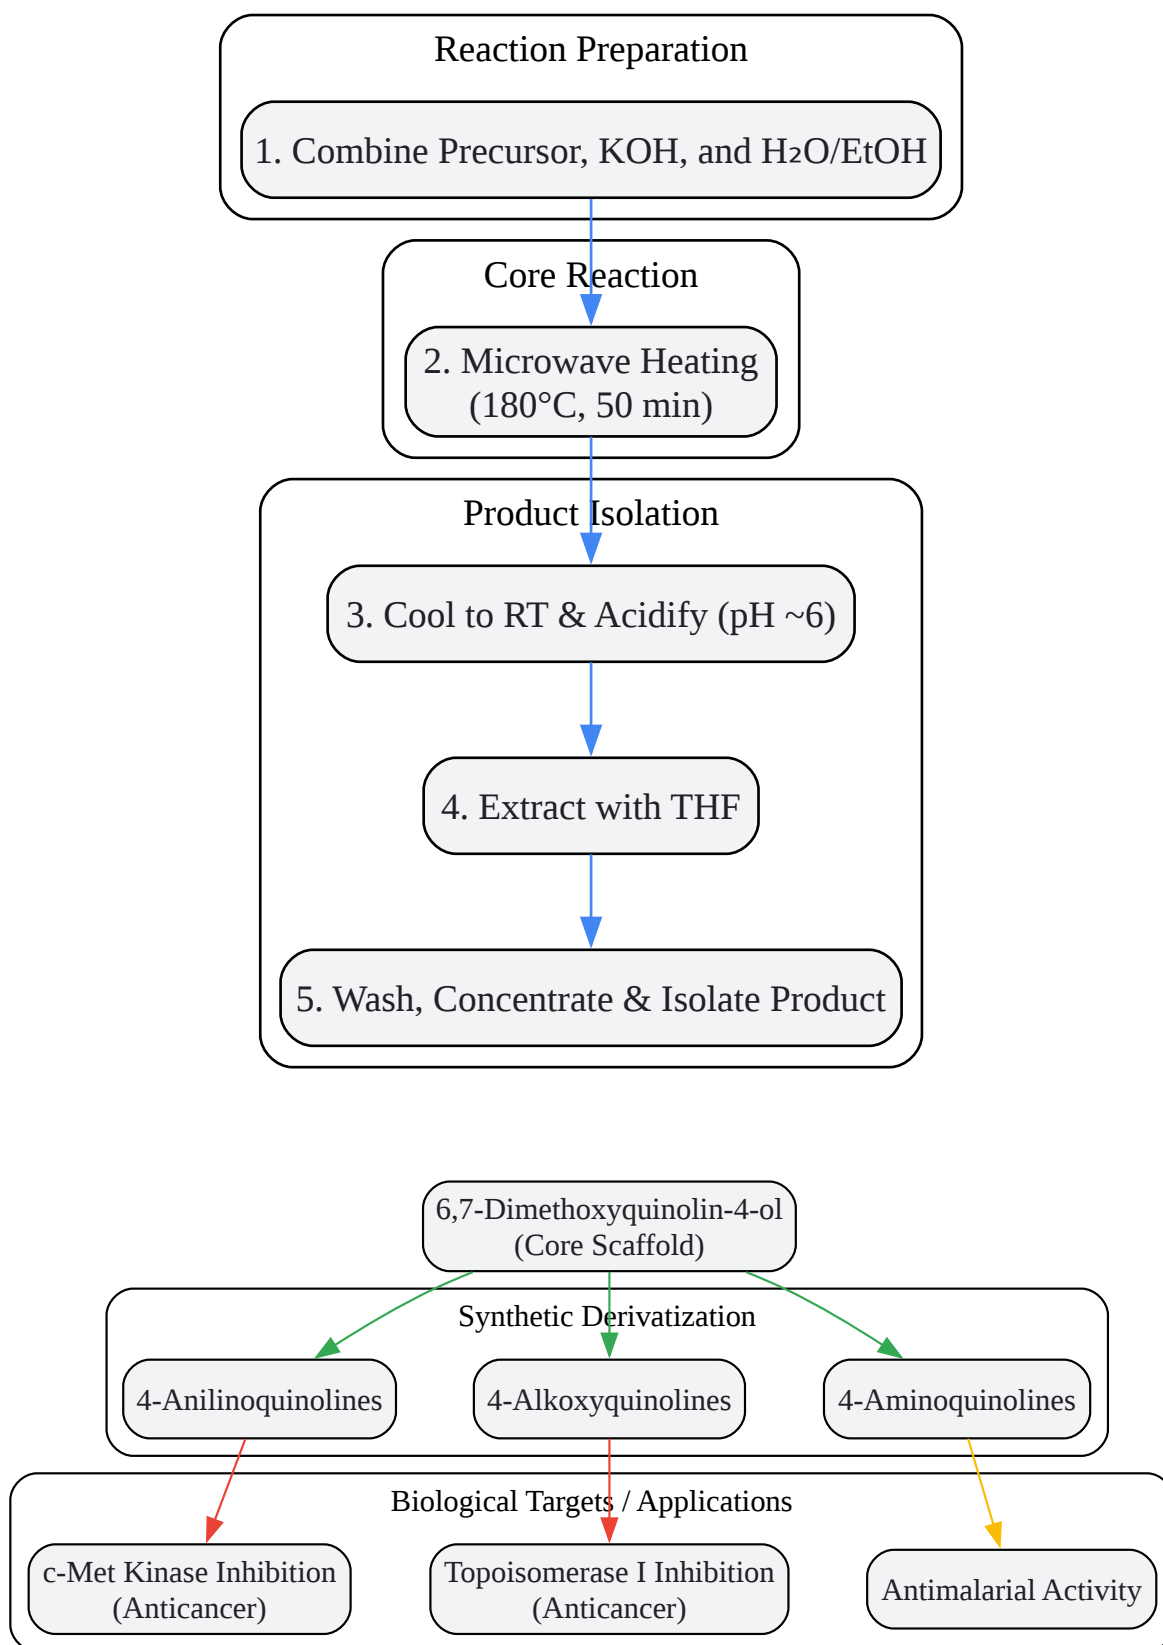 Reaction Preparation
1. Combine Precursor, KOH, and H₂O/EtOH
Core Reaction
2. Microwave Heating
(180°C, 50 min)
Product Isolation
3. Cool to RT & Acidify (pH ~6)
4. Extract with THF
5. Wash, Concentrate & Isolate Product
6,7-Dimethoxyquinolin-4-ol
(Core Scaffold)
Synthetic Derivatization
4-Anilinoquinolines
4-Alkoxyquinolines
4-Aminoquinolines
Biological Targets / Applications
c-Met Kinase Inhibition
(Anticancer)
Topoisomerase I Inhibition
(Anticancer)
Antimalarial Activity